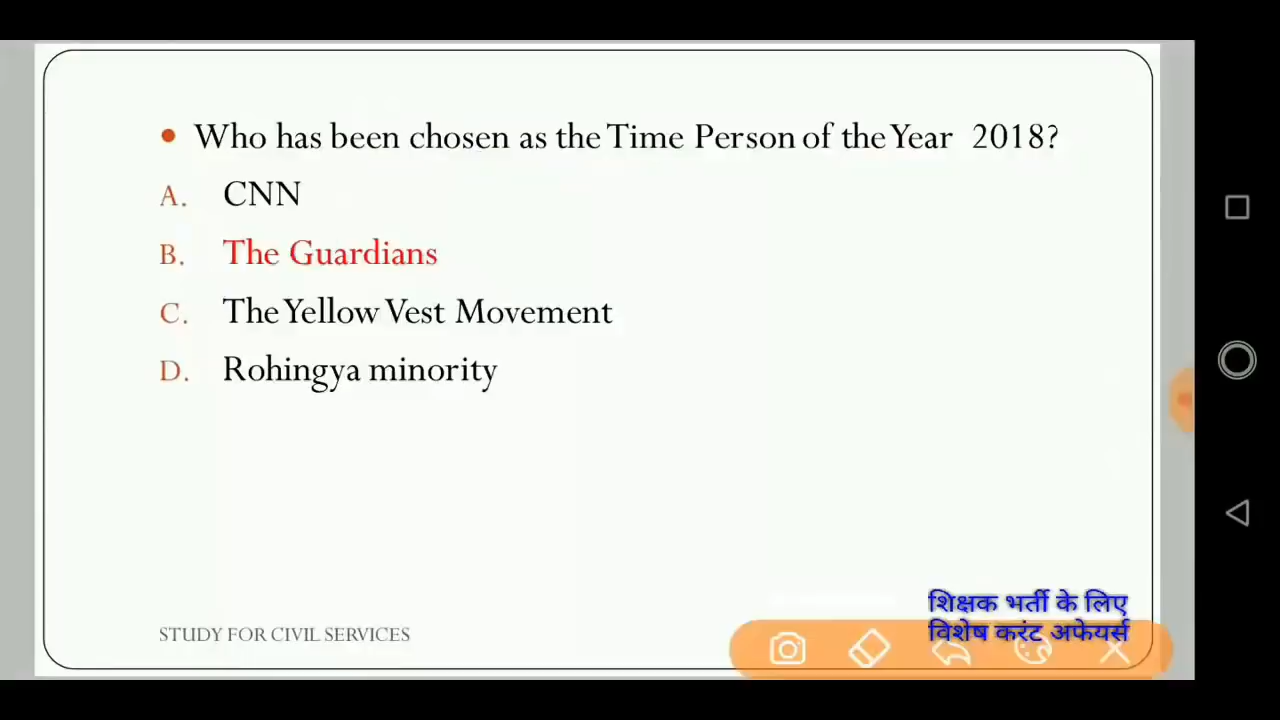 • Who has been chosen as the Time Person of the Year 2018?
A. CNN
B. The Guardians
C. The Yellow Vest Movement
D. Rohingya minority
शिक्षक भर्ती के लिए
विशेष करंट अफेयर्स
STUDY FOR CIVIL SERVICES